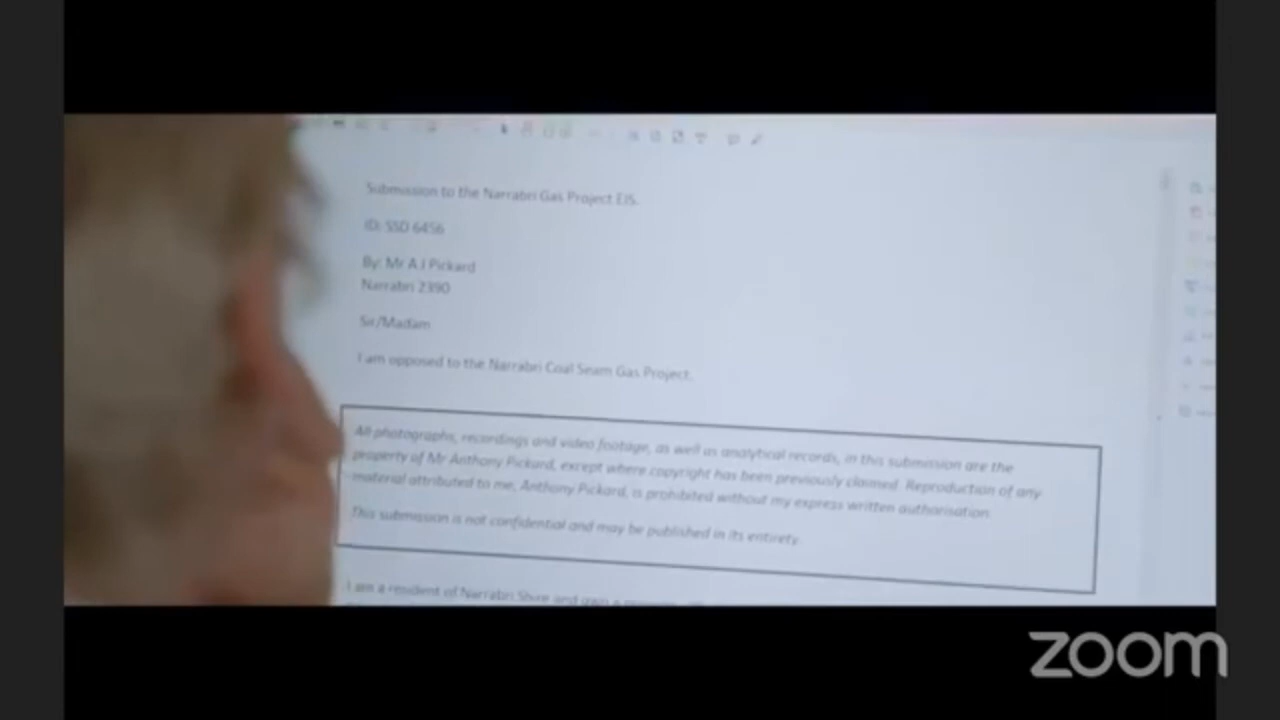 Submission to the Narrabri Gas Project EIS.
ID: SSD 6456
By: Mr A J Pickard
Narrabri 2390
Sir/Madam
I am opposed to the Narrabri Coal Seam Gas Project.
All photographs, recordings and video footage, as well as analytical records, in this submission are the
property of Mr Anthony Pickard, except where copyright has been previously claimed. Reproduction of any
material attributed to me, Anthony Pickard, is prohibited without my express written authorisation.
This submission is not confidential and may be published in its entirety.
I am a resident of Narrabri Shire and own a
zoom